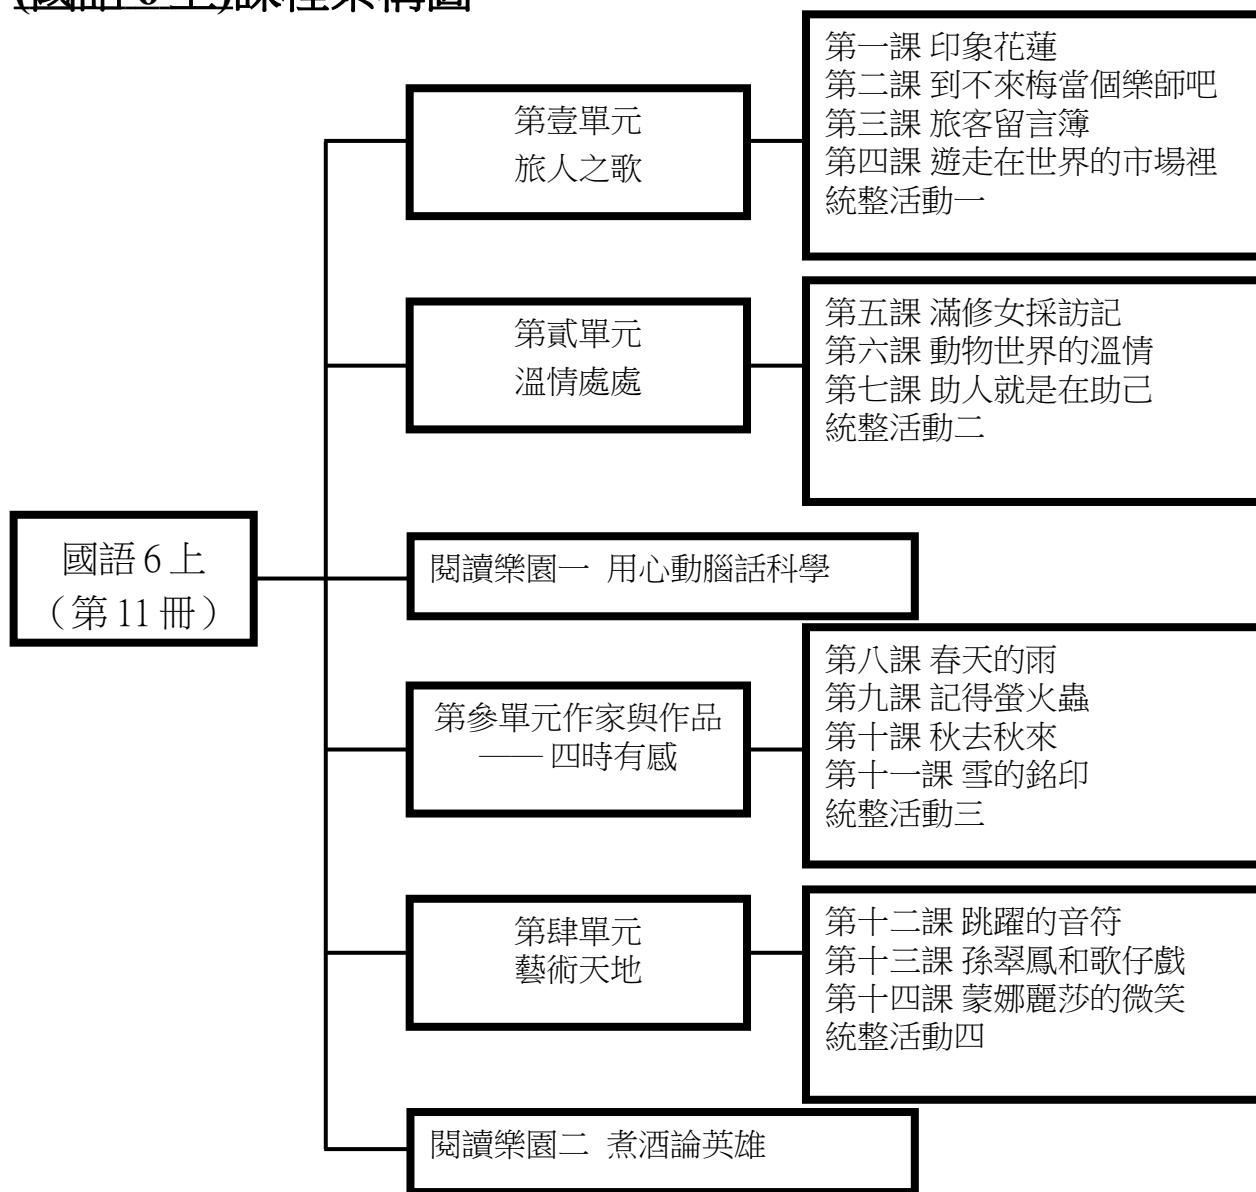 (國語 6 上)課程架構圖
國語 6 上
（第 11 冊）
第壹單元
旅人之歌
第一課 印象花蓮
第二課 到不來梅當個樂師吧
第三課 旅客留言簿
第四課 遊走在世界的市場裡
統整活動一
第貳單元
溫情處處
第五課 滿修女採訪記
第六課 動物世界的溫情
第七課 助人就是在助己
統整活動二
閱讀樂園一 用心動腦話科學
第參單元作家與作品
—— 四時有感
第八課 春天的雨
第九課 記得螢火蟲
第十課 秋去秋來
第十一課 雪的銘印
統整活動三
第肆單元
藝術天地
第十二課 跳躍的音符
第十三課 孫翠鳳和歌仔戲
第十四課 蒙娜麗莎的微笑
統整活動四
閱讀樂園二 煮酒論英雄